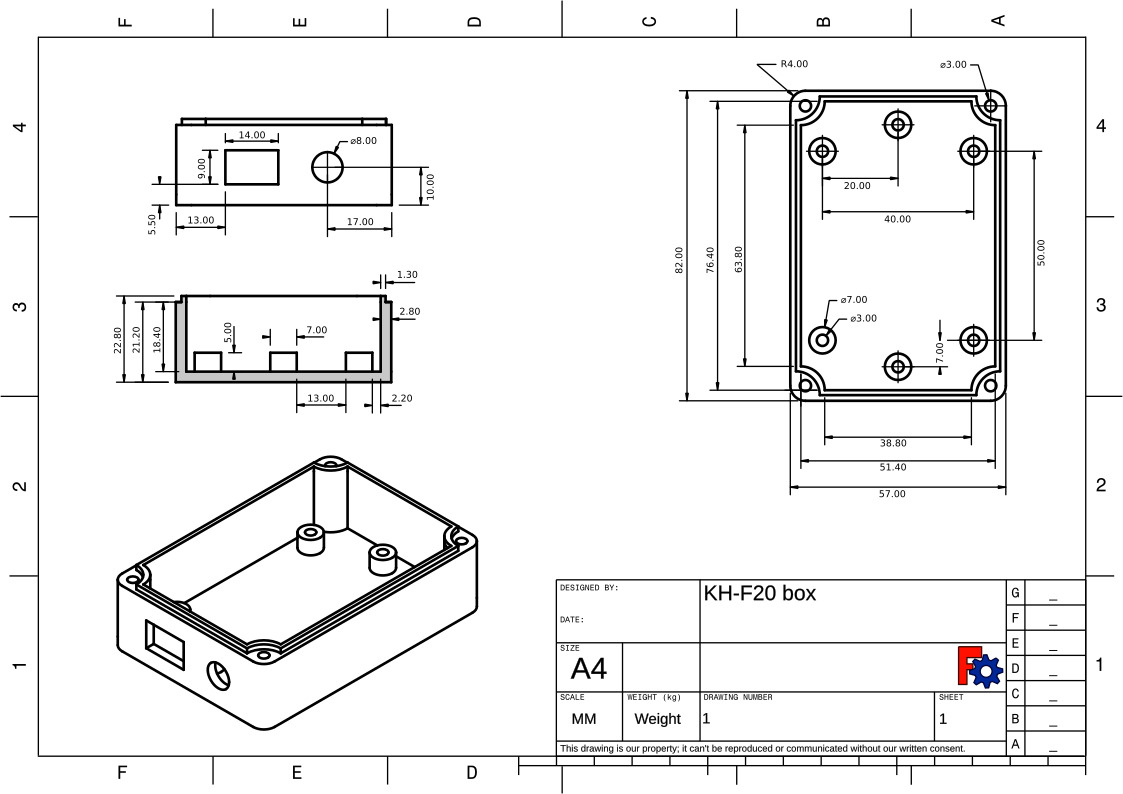 F E D C B A
4
4
14.00
9.00
⌀8.00
10.00
5.50
13.00
17.00
R4.00
⌀3.00
20.00
40.00
82.00
76.40
63.80
50.00
⌀7.00
⌀3.00
7.00
38.80
51.40
57.00
3
3
1.30
2.80
22.80
21.20
18.40
5.00
7.00
13.00
2.20
2
2
1
1
DESIGNED BY:
DATE:
KH-F20 box
SIZE
A4
SCALE
MM
WEIGHT (kg)
Weight
DRAWING NUMBER
1
SHEET
1
This drawing is our property; it can't be reproduced or communicated without our written consent.
G _
F _
E _
D _
C _
B _
A _
F E D C B A